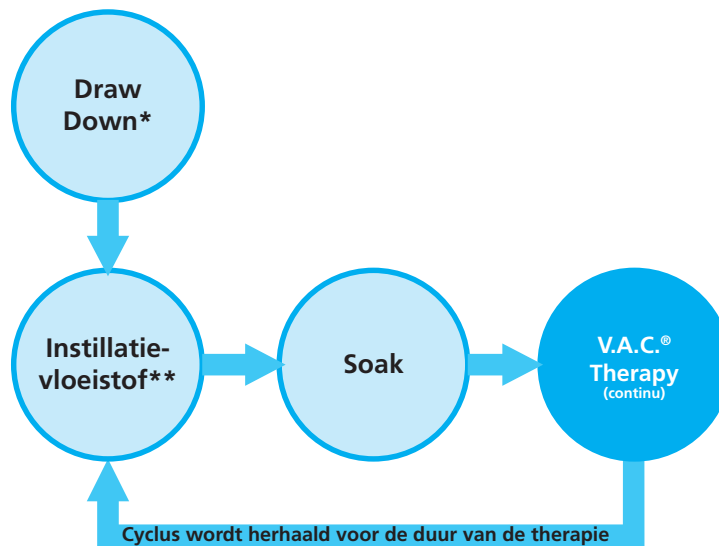 Draw
Down*
Instillatie-
vloeistof**
Soak
V.A.C.®
Therapy
(continu)
Cyclus wordt herhaald voor de duur van de therapie